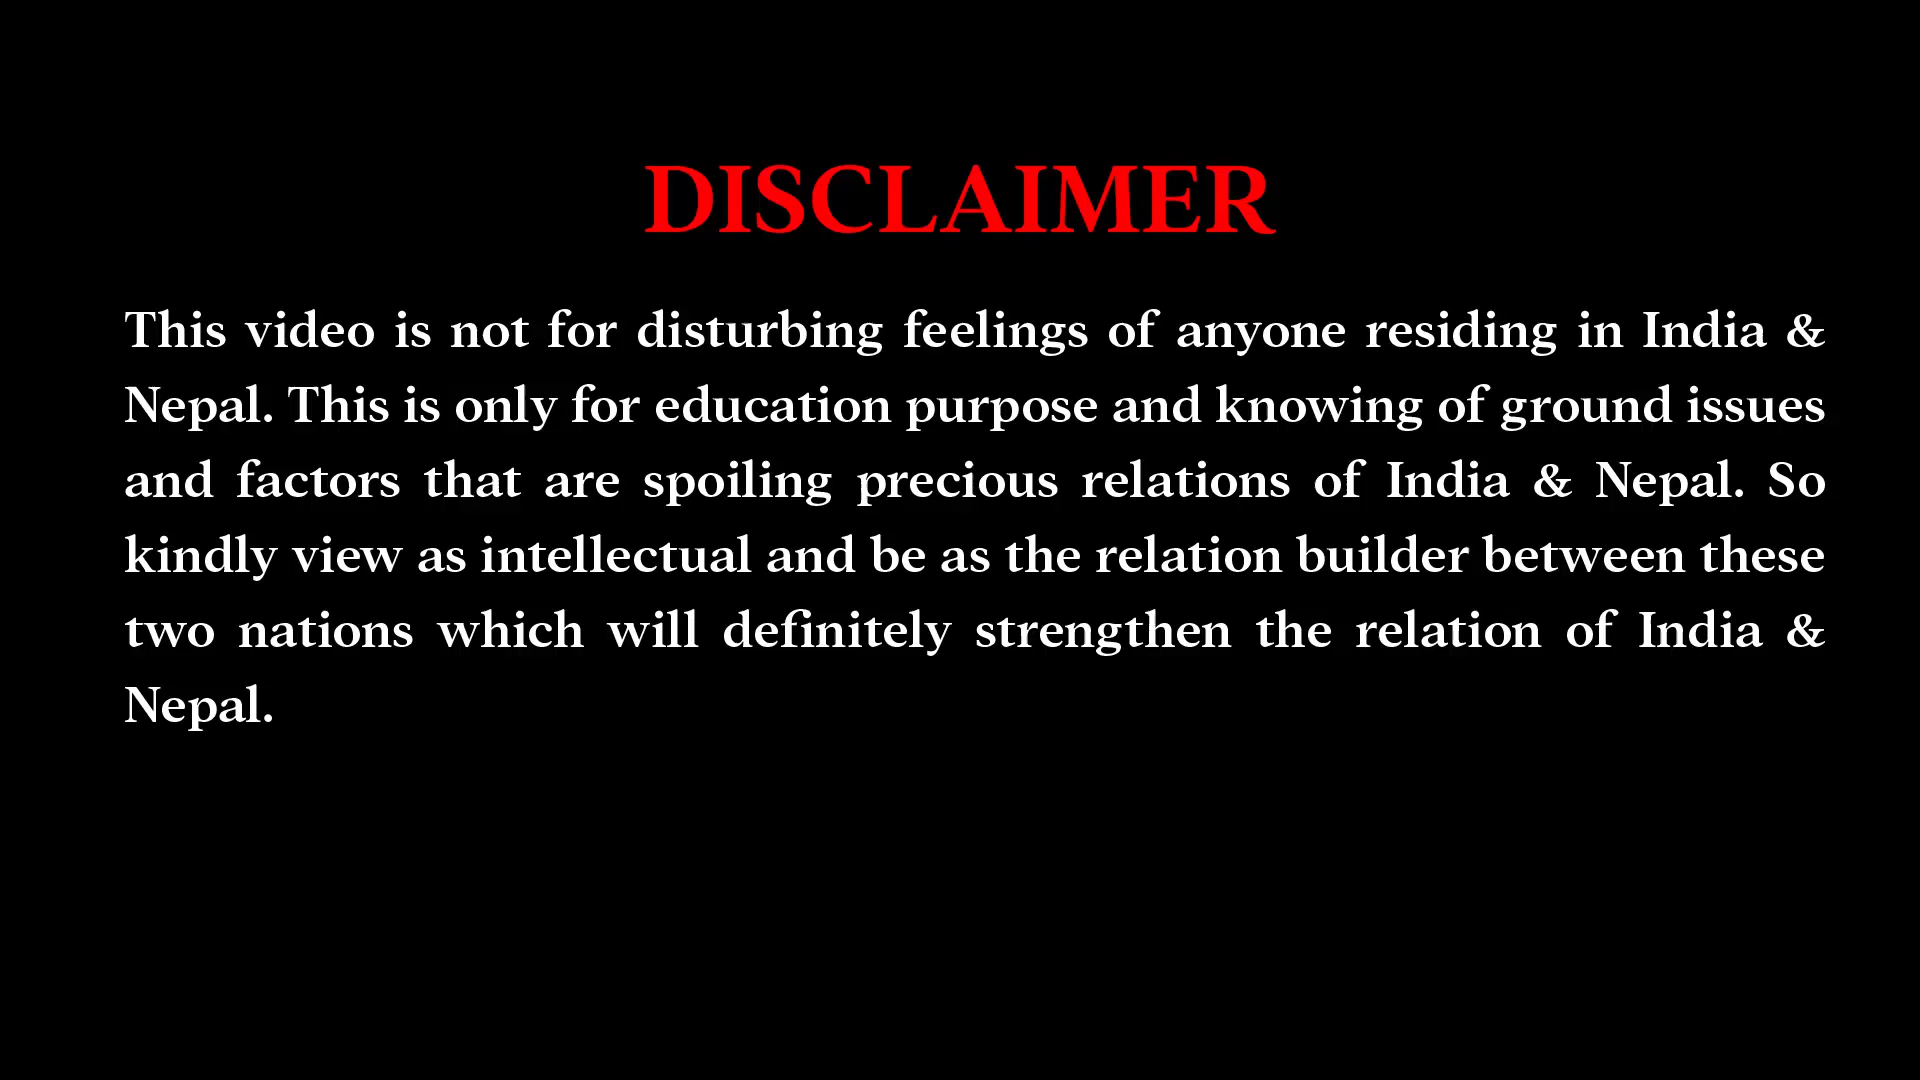 DISCLAIMER
This video is not for disturbing feelings of anyone residing in India &
Nepal. This is only for education purpose and knowing of ground issues
and factors that are spoiling precious relations of India & Nepal. So
kindly view as intellectual and be as the relation builder between these
two nations which will definitely strengthen the relation of India &
Nepal.